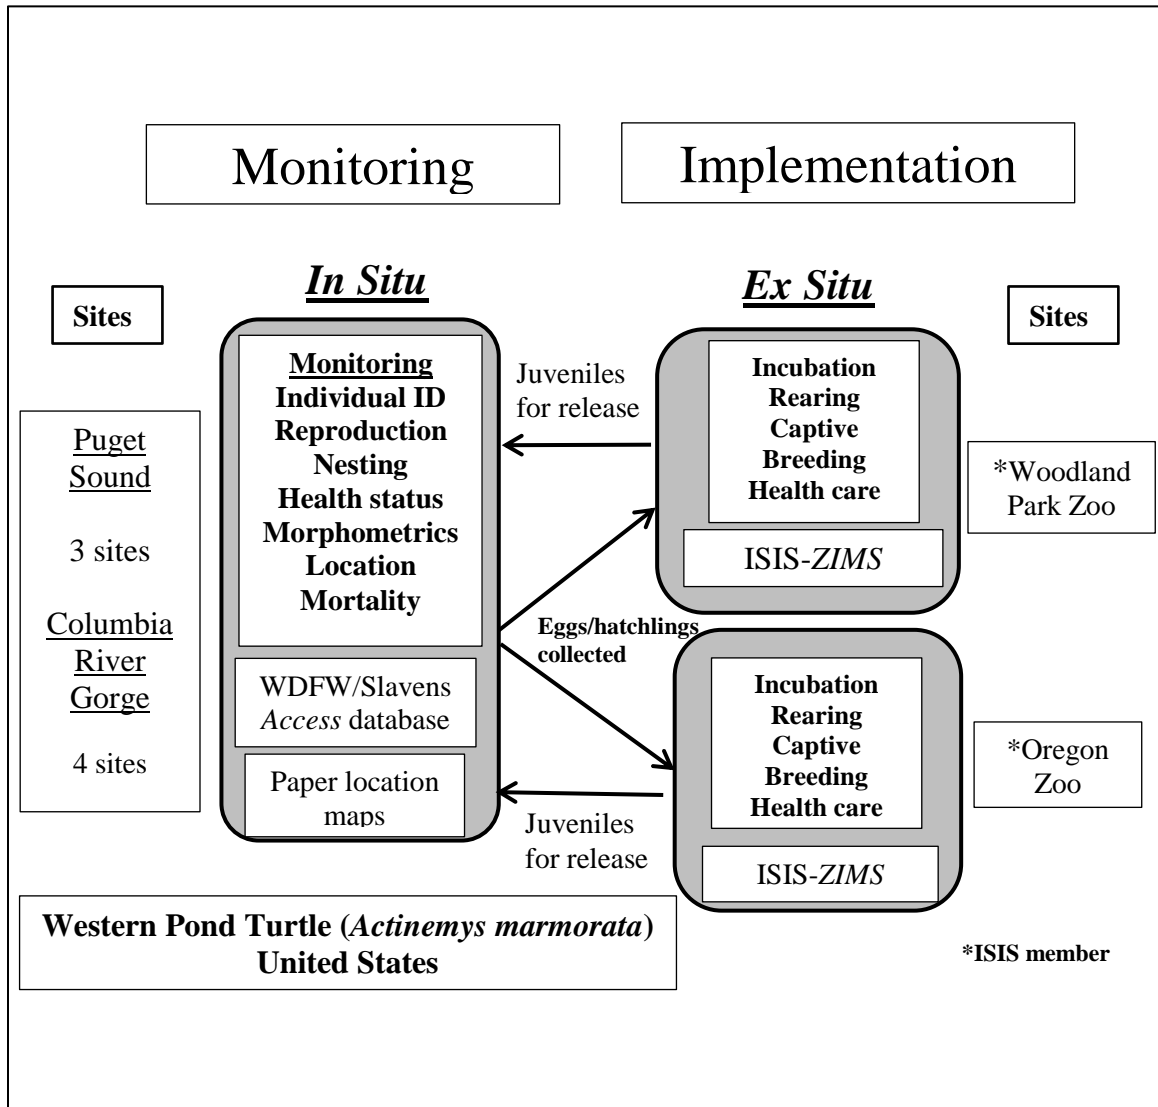 Monitoring
Implementation
In Situ
Ex Situ
Sites
Sites
Puget
Sound
3 sites
Columbia
River
Gorge
4 sites
Monitoring
Individual ID
Reproduction
Nesting
Health status
Morphometrics
Location
Mortality
WDFW/Slavens
Access database
Paper location
maps
Juveniles
for release
Eggs/hatchlings
collected
Juveniles
for release
Incubation
Rearing
Captive
Breeding
Health care
ISIS-ZIMS
*Woodland
Park Zoo
Incubation
Rearing
Captive
Breeding
Health care
ISIS-ZIMS
*Oregon
Zoo
Western Pond Turtle (Actinemys marmorata)
United States
*ISIS member